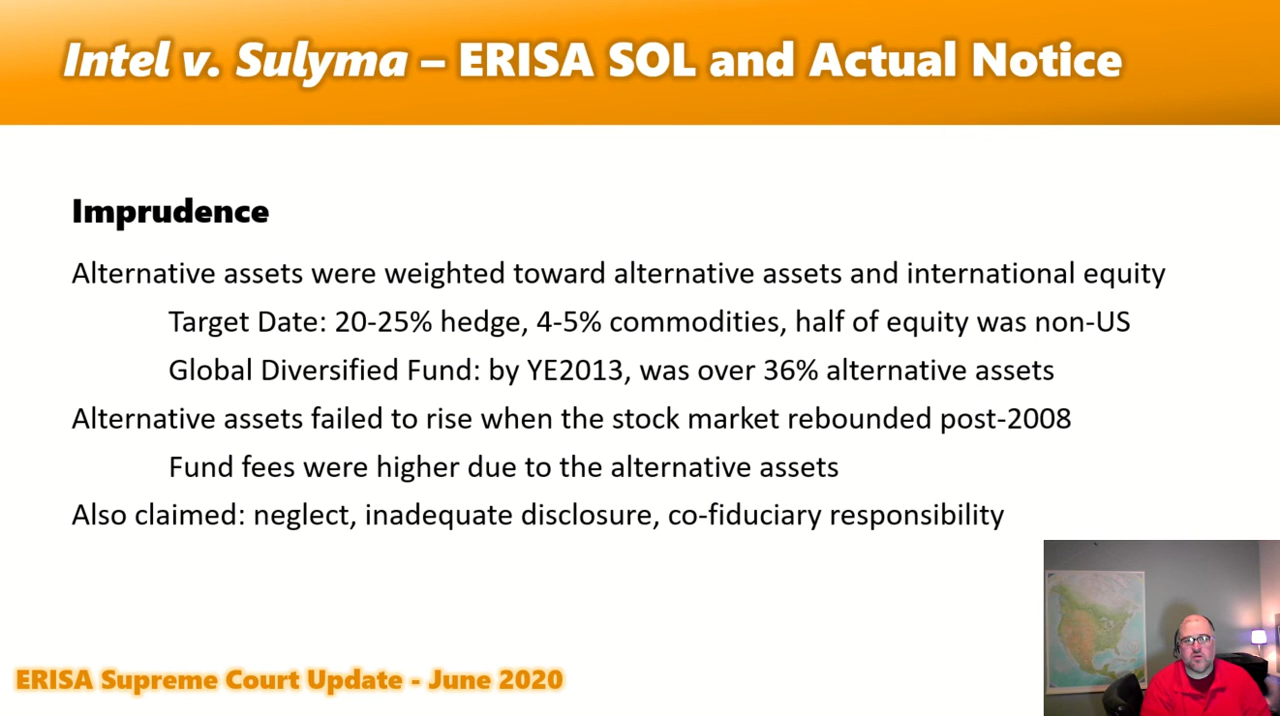 Intel v. Sulyma – ERISA SOL and Actual Notice
Imprudence
Alternative assets were weighted toward alternative assets and international equity
Target Date: 20-25% hedge, 4-5% commodities, half of equity was non-US
Global Diversified Fund: by YE2013, was over 36% alternative assets
Alternative assets failed to rise when the stock market rebounded post-2008
Fund fees were higher due to the alternative assets
Also claimed: neglect, inadequate disclosure, co-fiduciary responsibility
ERISA Supreme Court Update - June 2020